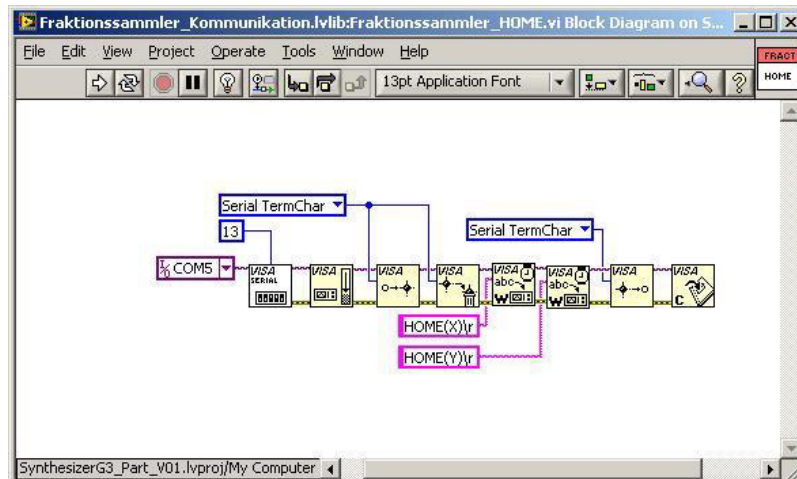 Fraktionssammler_Kommunikation.lvlib:Fraktionssammler_HOME.vi Block Diagram on S...
File Edit View Project Operate Tools Window Help
FRACT
HOME
13pt Application Font
Serial TermChar
13
Serial TermChar
COM5
VISA SERIAL
VISA
VISA
VISA
VISA abc W
VISA abc W
VISA
VISA C
HOME(X)\r
HOME(Y)\r
SynthesizerG3_Part_V01.lvproj/My Computer